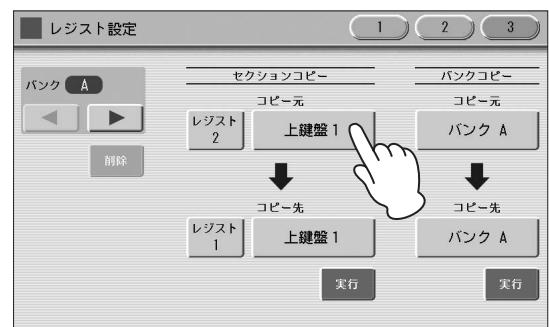 レジスト設定
1
2
3
バンク A
削除
セクションコピー
コピー元
レジスト
2
上鍵盤 1
コピー先
レジスト
1
上鍵盤 1
実行
バンクコピー
コピー元
バンク A
コピー先
バンク A
実行